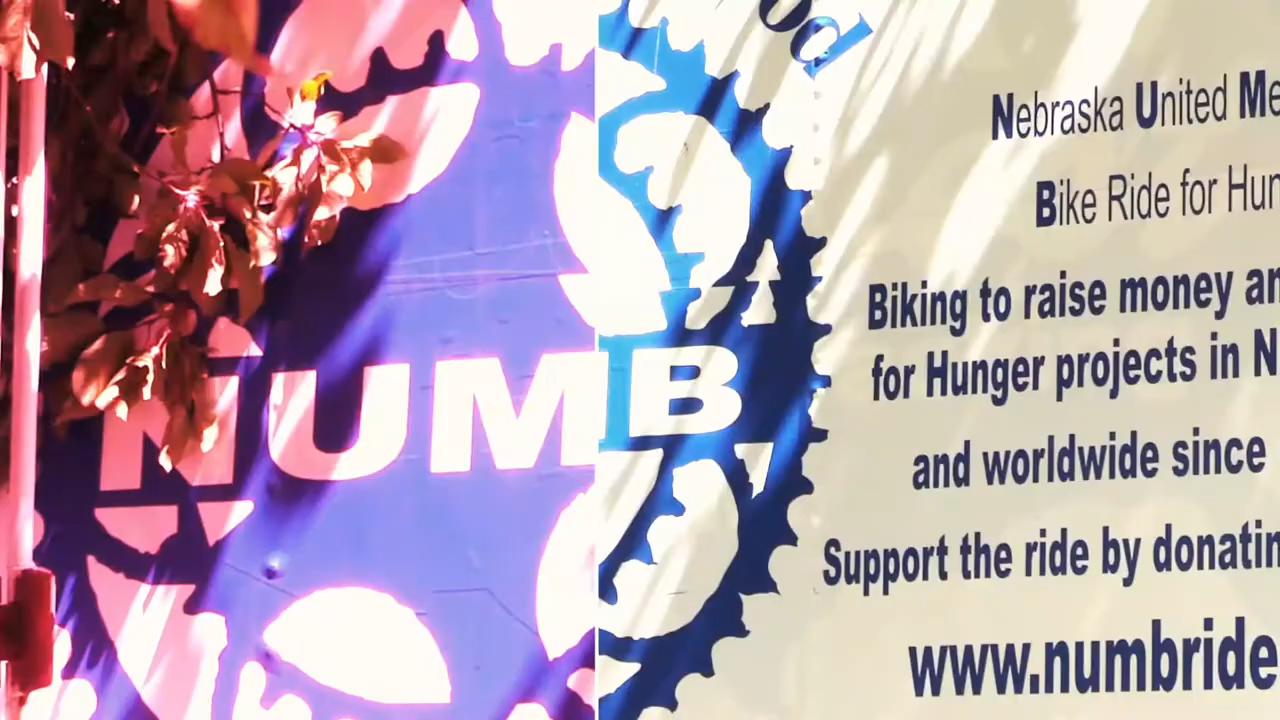 od
NUMB
Nebraska United Me
Bike Ride for Hun
Biking to raise money an
for Hunger projects in N
and worldwide since
Support the ride by donatin
www.numbride